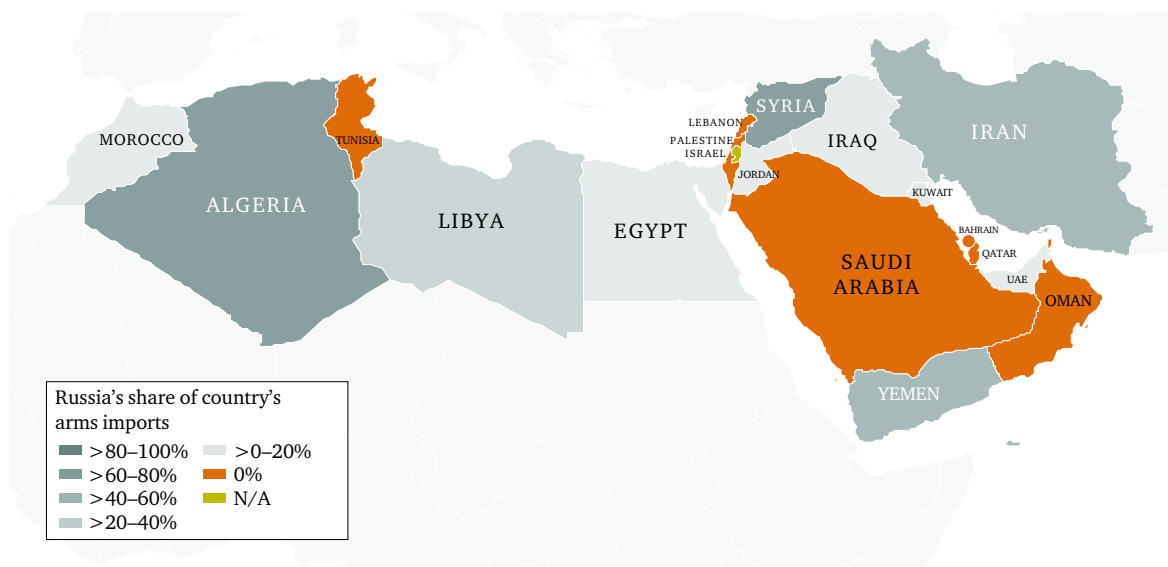 SYRIA
LEBANON
MOROCCO
TUNISIA
PALESTINE
ISRAEL
IRAQ
IRAN
JORDAN
KUWAIT
ALGERIA
LIBYA
EGYPT
BAHRAIN
QATAR
SAUDI
ARABIA
UAE
OMAN
YEMEN
Russia's share of country's
arms imports
>80–100%
>60–80%
>40–60%
>20–40%
>0–20%
0%
N/A